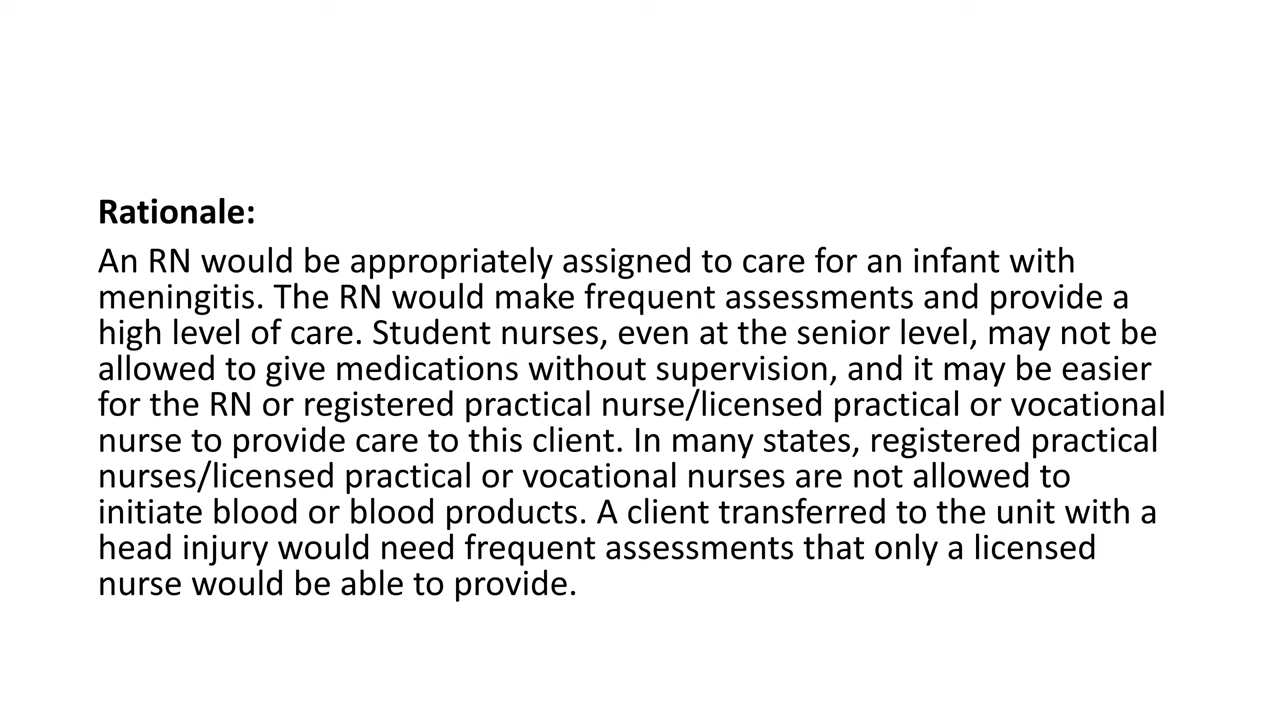 Rationale:
An RN would be appropriately assigned to care for an infant with
meningitis. The RN would make frequent assessments and provide a
high level of care. Student nurses, even at the senior level, may not be
allowed to give medications without supervision, and it may be easier
for the RN or registered practical nurse/licensed practical or vocational
nurse to provide care to this client. In many states, registered practical
nurses/licensed practical or vocational nurses are not allowed to
initiate blood or blood products. A client transferred to the unit with a
head injury would need frequent assessments that only a licensed
nurse would be able to provide.